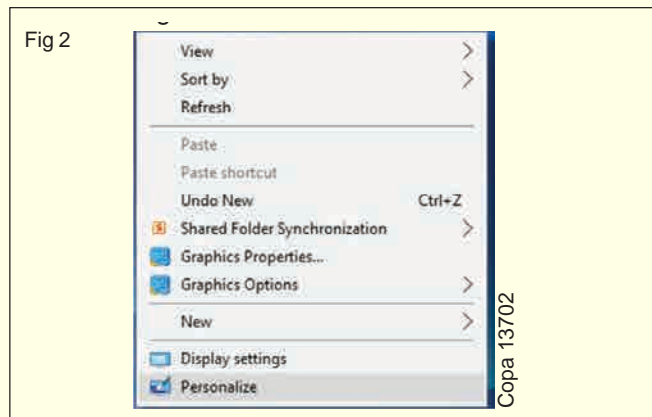 Fig 2
View
Sort by
Refresh
Paste
Paste shortcut
Undo New Ctrl+Z
Shared Folder Synchronization
Graphics Properties...
Graphics Options
New
Display settings
Personalize
Copa 13702